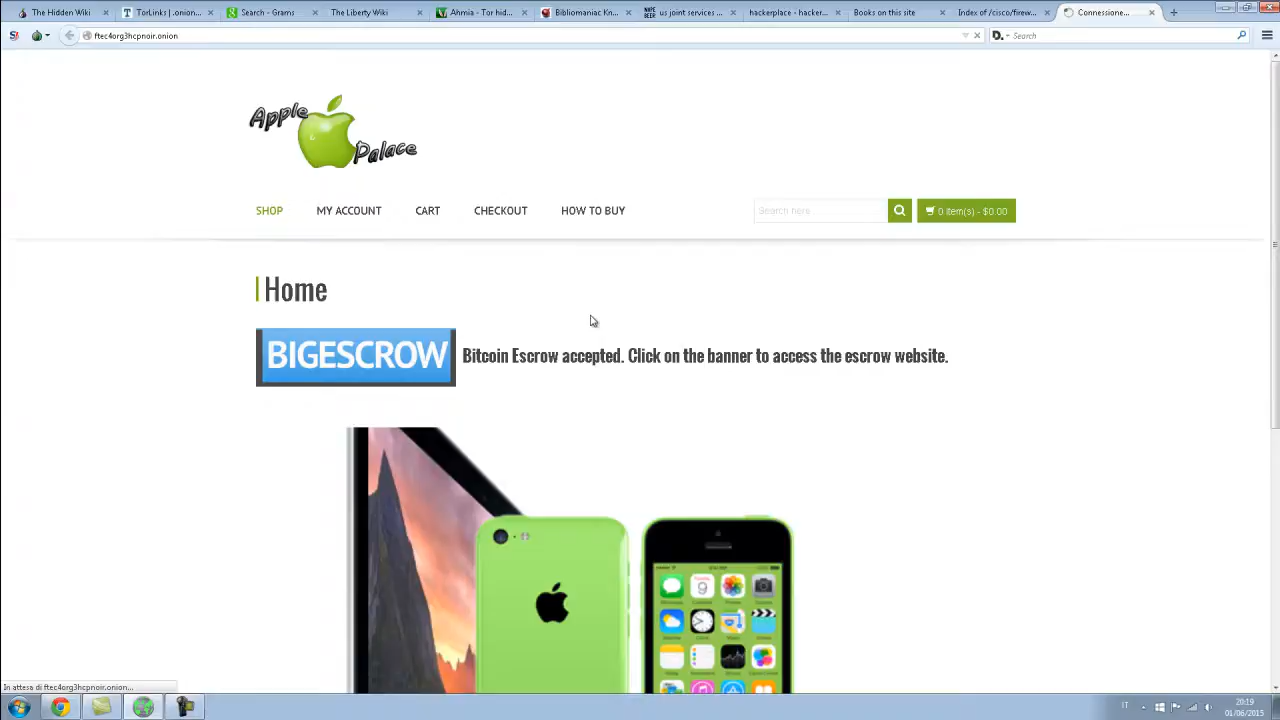 The Hidden Wiki
TorLinks | .onion...
Search - Grams
The Liberty Wiki
Ahmia - Tor hid...
Bibliomaniac Kn...
us joint services ...
hackerplace - hacker...
Books on this site
Index of /cisco/firew...
Connessione...
ftec4org3hcpnoir.onion
Search
Apple
Palace
SHOP
MY ACCOUNT
CART
CHECKOUT
HOW TO BUY
Search here
0 item(s) - $0.00
Home
BIGESCROW
Bitcoin Escrow accepted. Click on the banner to access the escrow website.
In attesa di ftec4org3hcpnoir.onion...
IT
20:19
01/06/2015